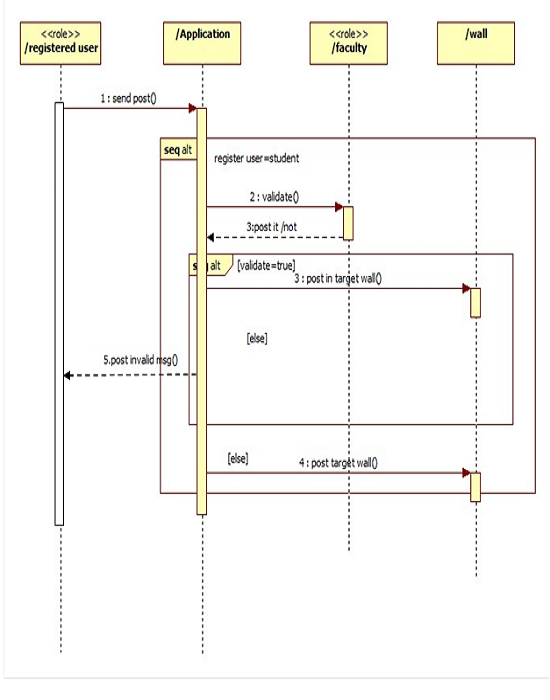 <<role>>
/registered user
/Application
<<role>>
/faculty
/wall
1 : send post()
seq alt
register user=student
2 : validate()
3:post it /not
alt
[validate=true]
3 : post in target wall()
[else]
5.post invalid msg()
[else]
4 : post target wall()